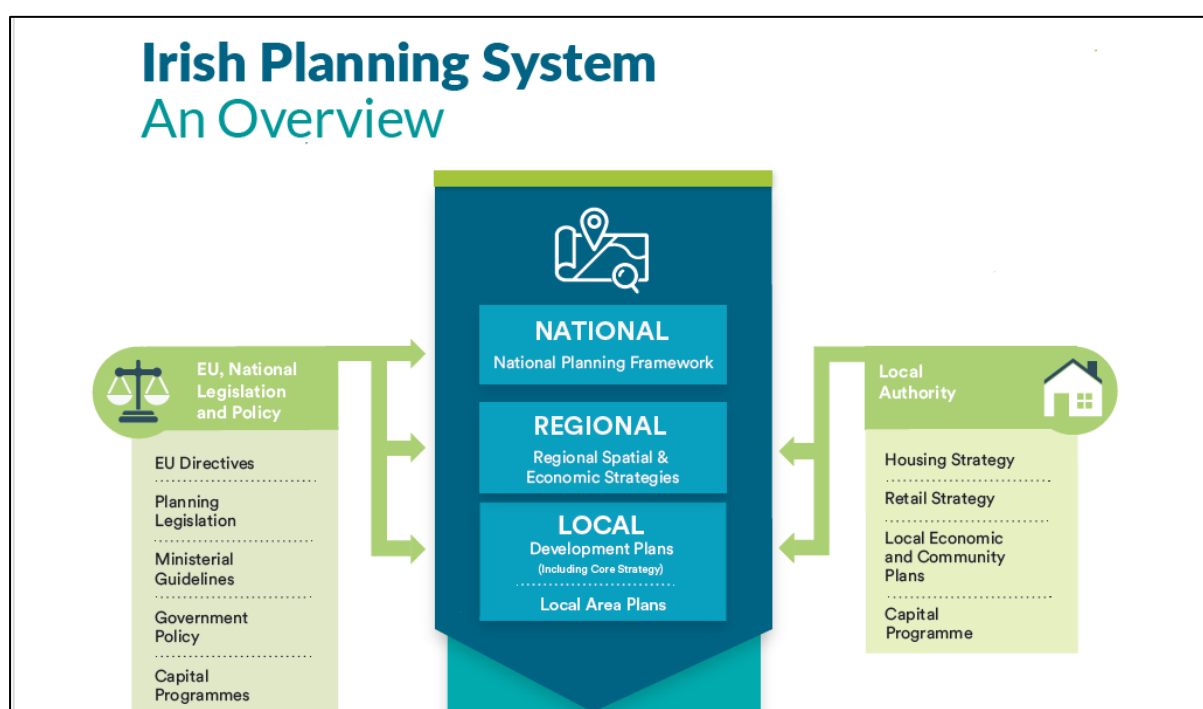 Irish Planning System
An Overview
NATIONAL
National Planning Framework
REGIONAL
Regional Spatial &
Economic Strategies
LOCAL
Development Plans
(Including Core Strategy)
Local Area Plans
EU, National
Legislation
and Policy
EU Directives
Planning
Legislation
Ministerial
Guidelines
Government
Policy
Capital
Programmes
Local
Authority
Housing Strategy
Retail Strategy
Local Economic
and Community
Plans
Capital
Programme